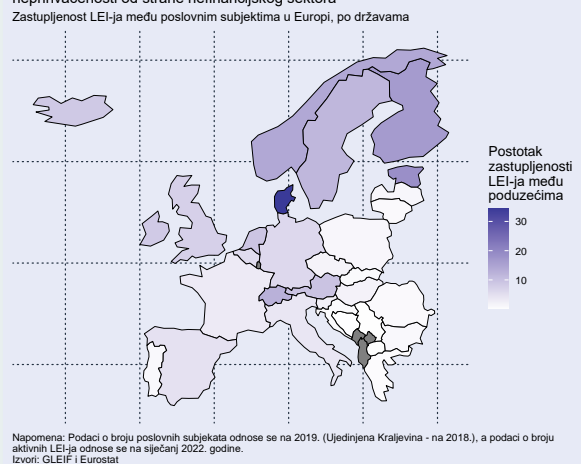 neprihvaćenosti od strane nefinancijskog sektora
Zastupljenost LEI-ja među poslovnim subjektima u Europi, po državama
Postotak
zastupljenosti
LEI-ja među
poduzećima
30
20
10
Napomena: Podaci o broju poslovnih subjekata odnose se na 2019. (Ujedinjena Kraljevina - na 2018.), a podaci o broju
aktivnih LEI-ja odnose se na siječanj 2022. godine.
Izvori: GLEIF i Eurostat